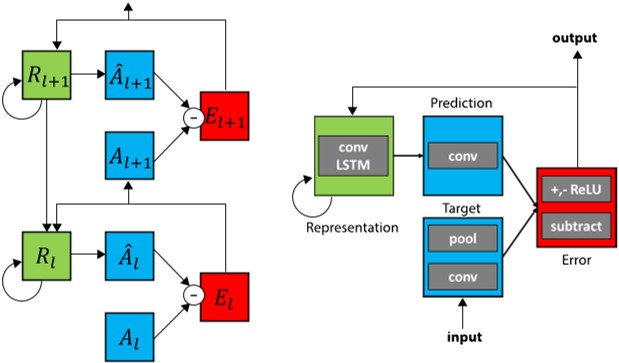 R_{l+1}
Â_{l+1}
E_{l+1}
-
A_{l+1}
R_l
Â_l
E_l
-
A_l
output
Prediction
conv
LSTM
conv
Representation
Target
pool
conv
+,- ReLU
subtract
Error
input